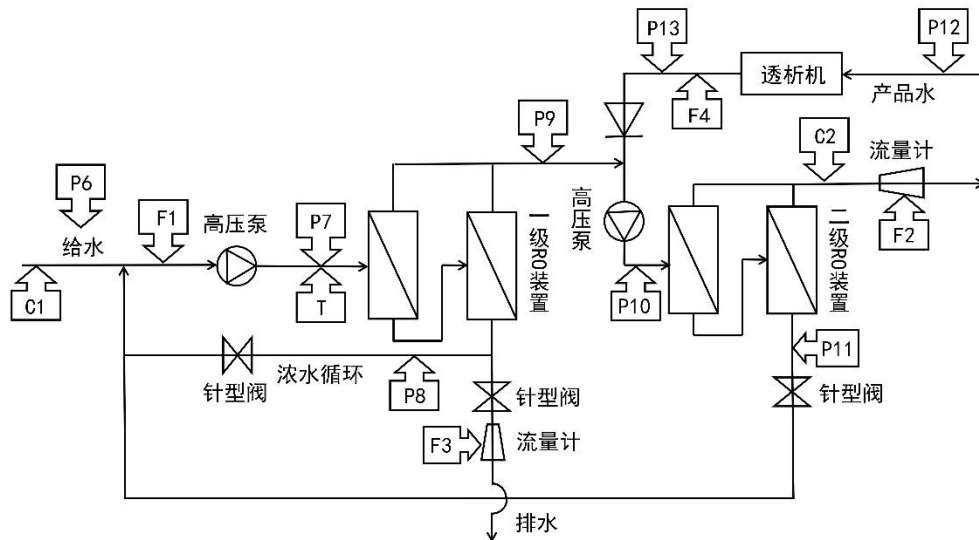 P13
P12
透析机
产品水
F4
P9
C2
流量计
P6
F1
高压泵
P7
一级RO装置
高压泵
二级RO装置
F2
给水
C1
T
P10
P11
针型阀
浓水循环
P8
针型阀
针型阀
F3
流量计
排水